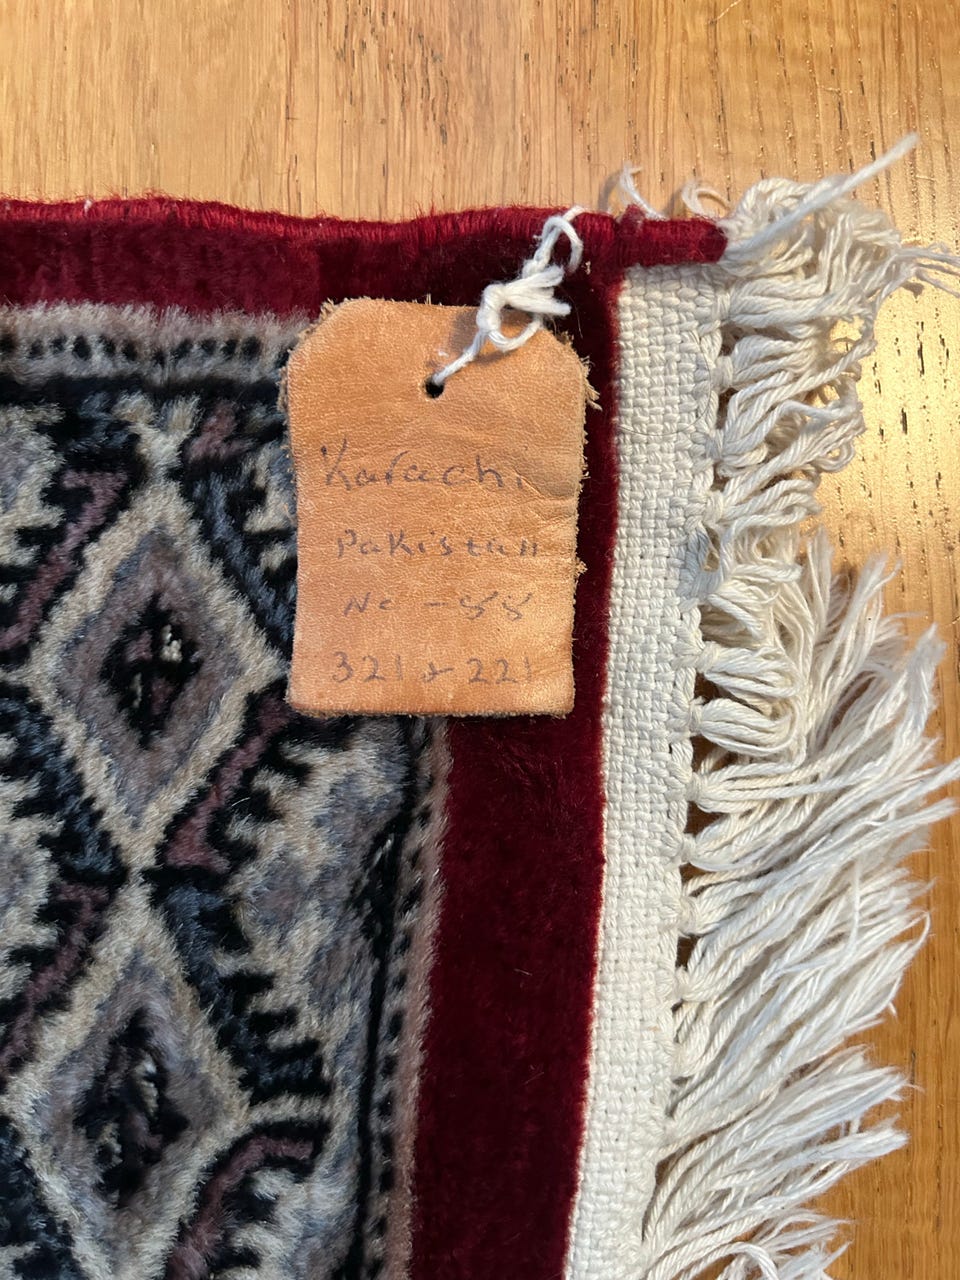 Karachi
Pakistan
No - 88
321 x 221